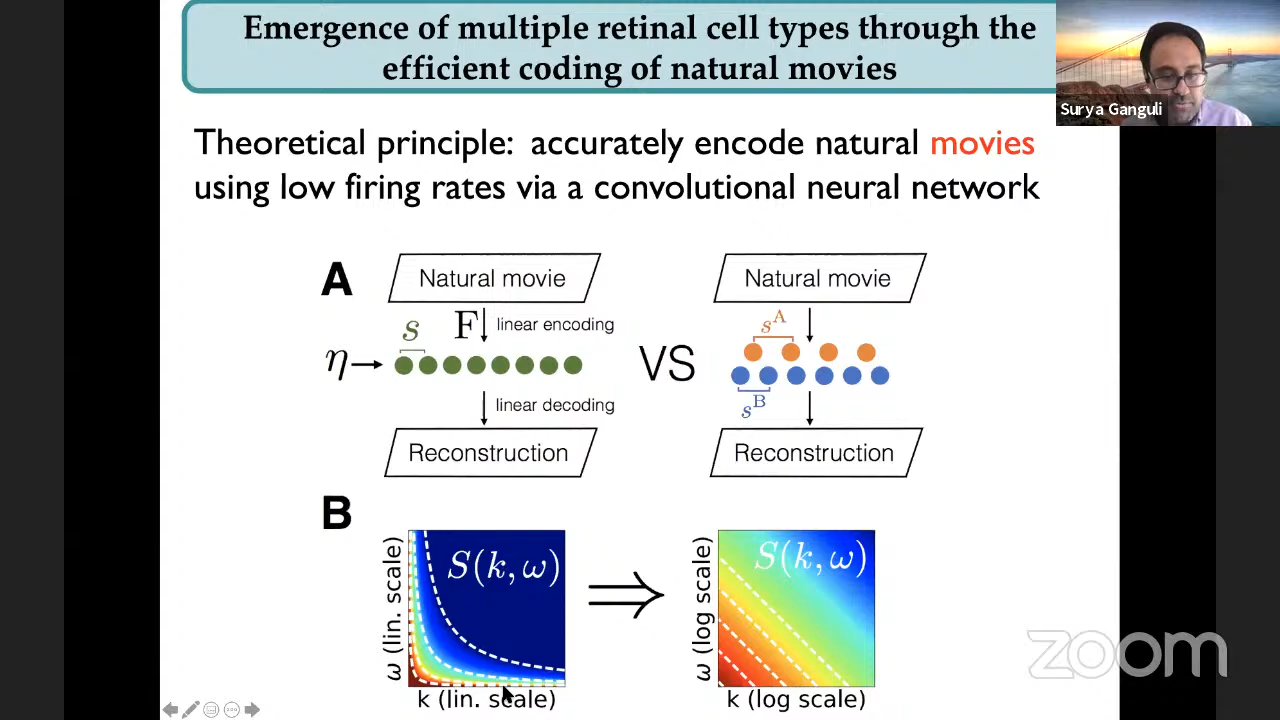 Emergence of multiple retinal cell types through the
efficient coding of natural movies
Surya Ganguli
Theoretical principle: accurately encode natural movies
using low firing rates via a convolutional neural network
A
Natural movie
Natural movie
s
F
linear encoding
s^A
η
VS
s^B
linear decoding
Reconstruction
Reconstruction
B
S(k, ω)
S(k, ω)
ω (lin. scale)
ω (log scale)
k (lin. scale)
k (log scale)
zoom